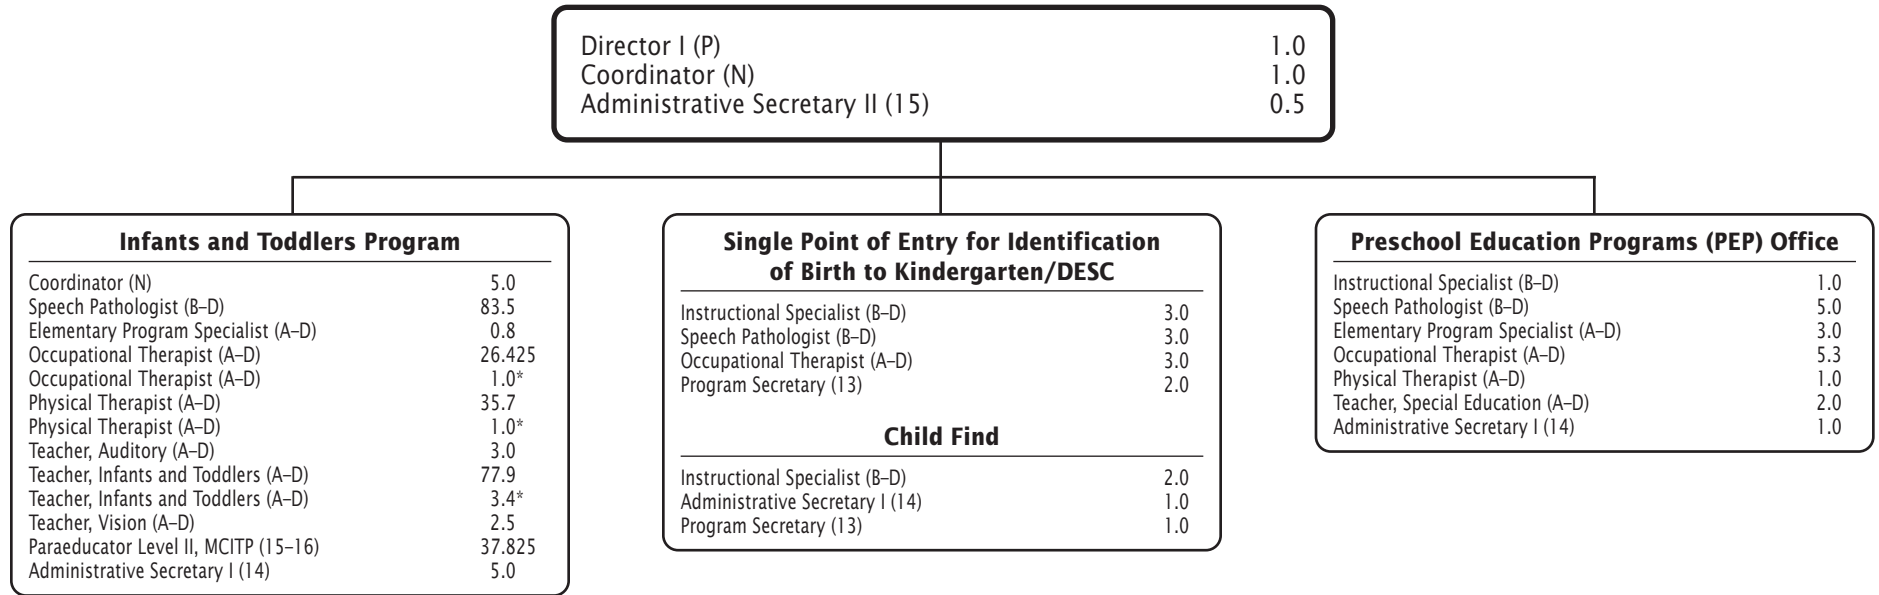 Director I (P) 1.0
Coordinator (N) 1.0
Administrative Secretary II (15) 0.5
Infants and Toddlers Program
Coordinator (N) 5.0
Speech Pathologist (B–D) 83.5
Elementary Program Specialist (A–D) 0.8
Occupational Therapist (A–D) 26.425
Occupational Therapist (A–D) 1.0*
Physical Therapist (A–D) 35.7
Physical Therapist (A–D) 1.0*
Teacher, Auditory (A–D) 3.0
Teacher, Infants and Toddlers (A–D) 77.9
Teacher, Infants and Toddlers (A–D) 3.4*
Teacher, Vision (A–D) 2.5
Paraeducator Level II, MCITP (15–16) 37.825
Administrative Secretary I (14) 5.0
Single Point of Entry for Identification
of Birth to Kindergarten/DESC
Instructional Specialist (B–D) 3.0
Speech Pathologist (B–D) 3.0
Occupational Therapist (A–D) 3.0
Program Secretary (13) 2.0
Child Find
Instructional Specialist (B–D) 2.0
Administrative Secretary I (14) 1.0
Program Secretary (13) 1.0
Preschool Education Programs (PEP) Office
Instructional Specialist (B–D) 1.0
Speech Pathologist (B–D) 5.0
Elementary Program Specialist (A–D) 3.0
Occupational Therapist (A–D) 5.3
Physical Therapist (A–D) 1.0
Teacher, Special Education (A–D) 2.0
Administrative Secretary I (14) 1.0